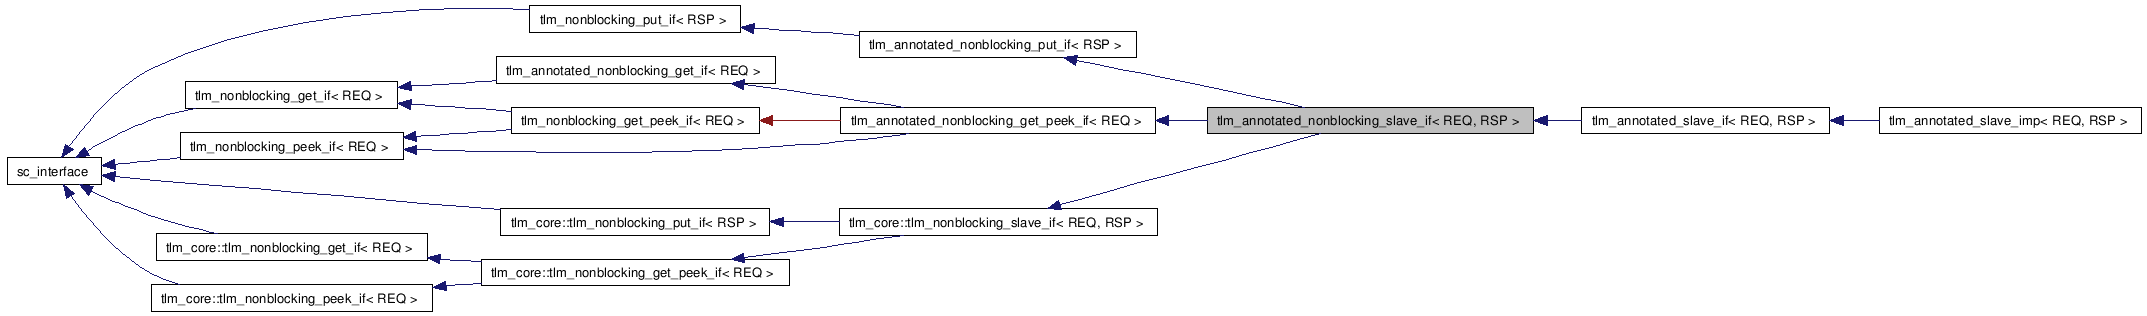 tlm_nonblocking_put_if< RSP >
tlm_annotated_nonblocking_put_if< RSP >
tlm_annotated_nonblocking_get_if< REQ >
tlm_nonblocking_get_if< REQ >
tlm_nonblocking_get_peek_if< REQ >
tlm_annotated_nonblocking_get_peek_if< REQ >
tlm_annotated_nonblocking_slave_if< REQ, RSP >
tlm_annotated_slave_if< REQ, RSP >
tlm_annotated_slave_imp< REQ, RSP >
tlm_nonblocking_peek_if< REQ >
sc_interface
tlm_core::tlm_nonblocking_put_if< RSP >
tlm_core::tlm_nonblocking_slave_if< REQ, RSP >
tlm_core::tlm_nonblocking_get_if< REQ >
tlm_core::tlm_nonblocking_get_peek_if< REQ >
tlm_core::tlm_nonblocking_peek_if< REQ >